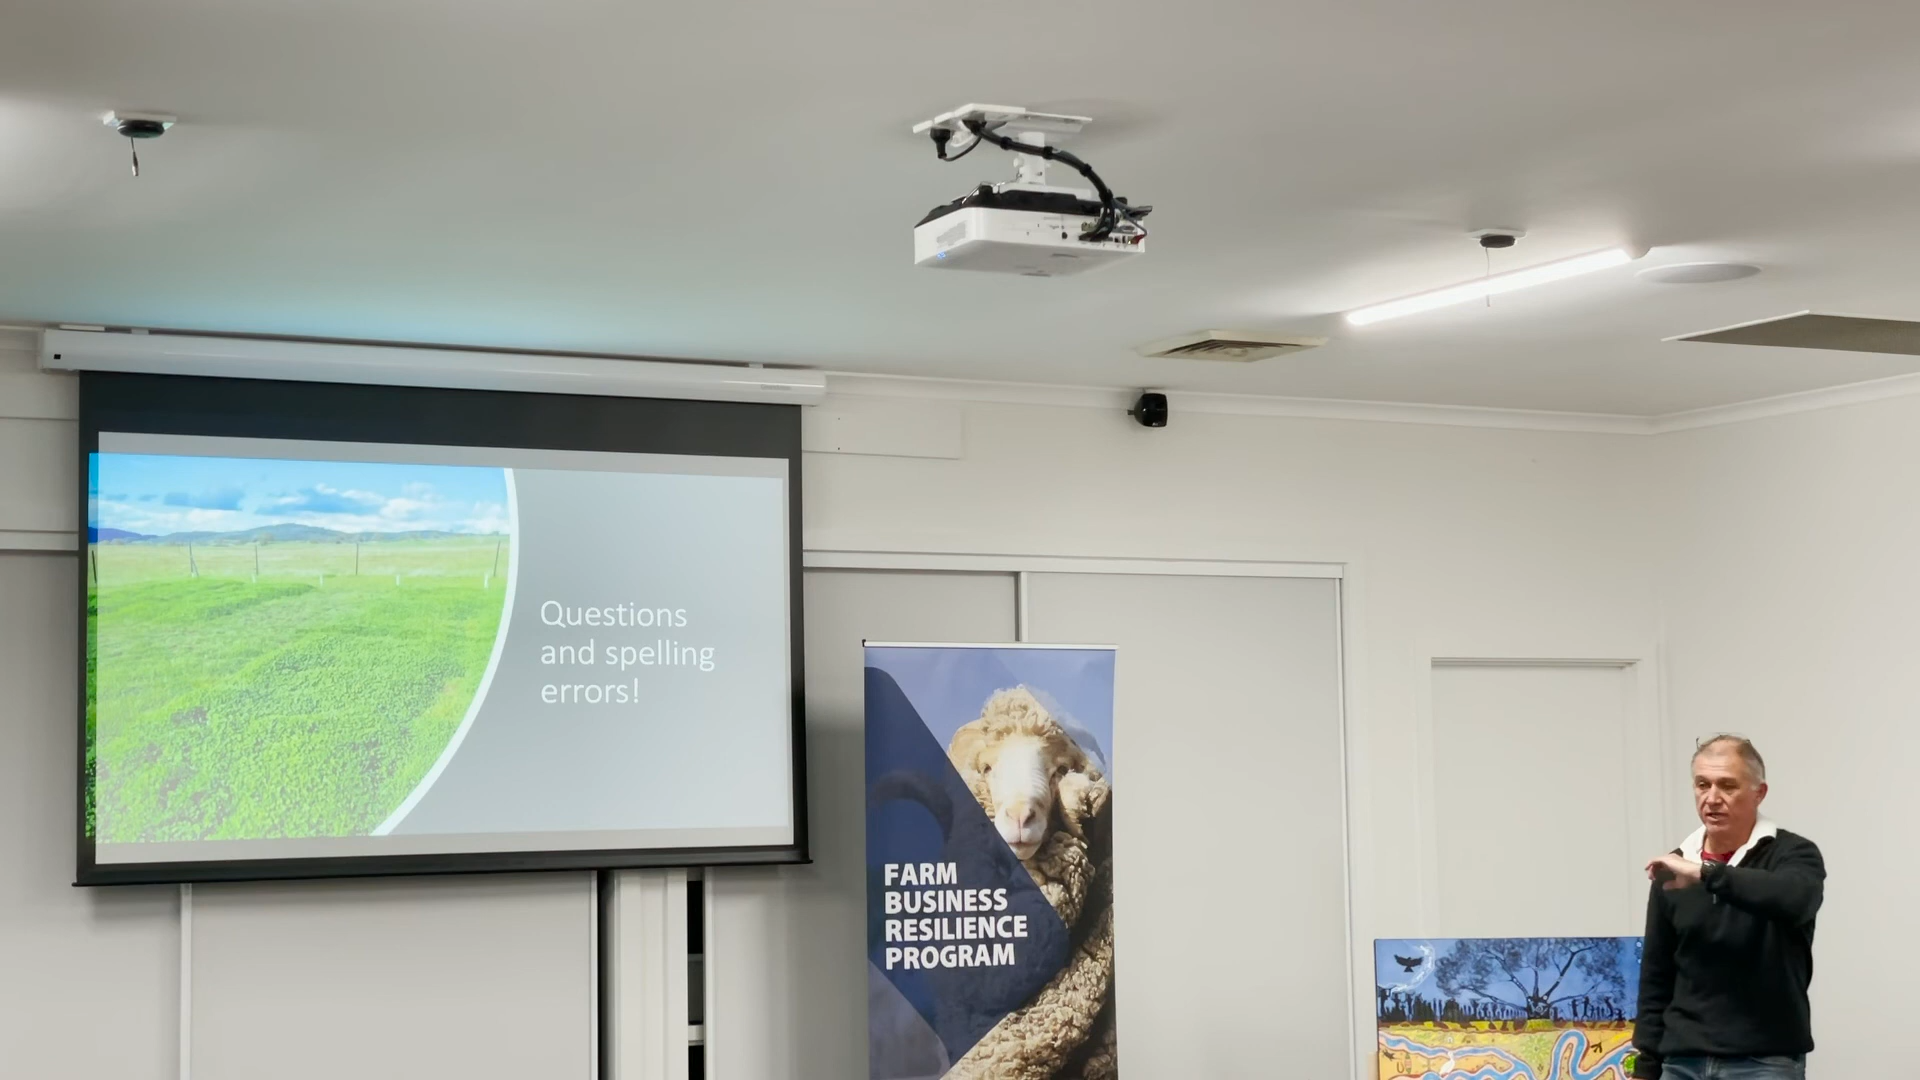 Questions
and spelling
errors!
FARM
BUSINESS
RESILIENCE
PROGRAM